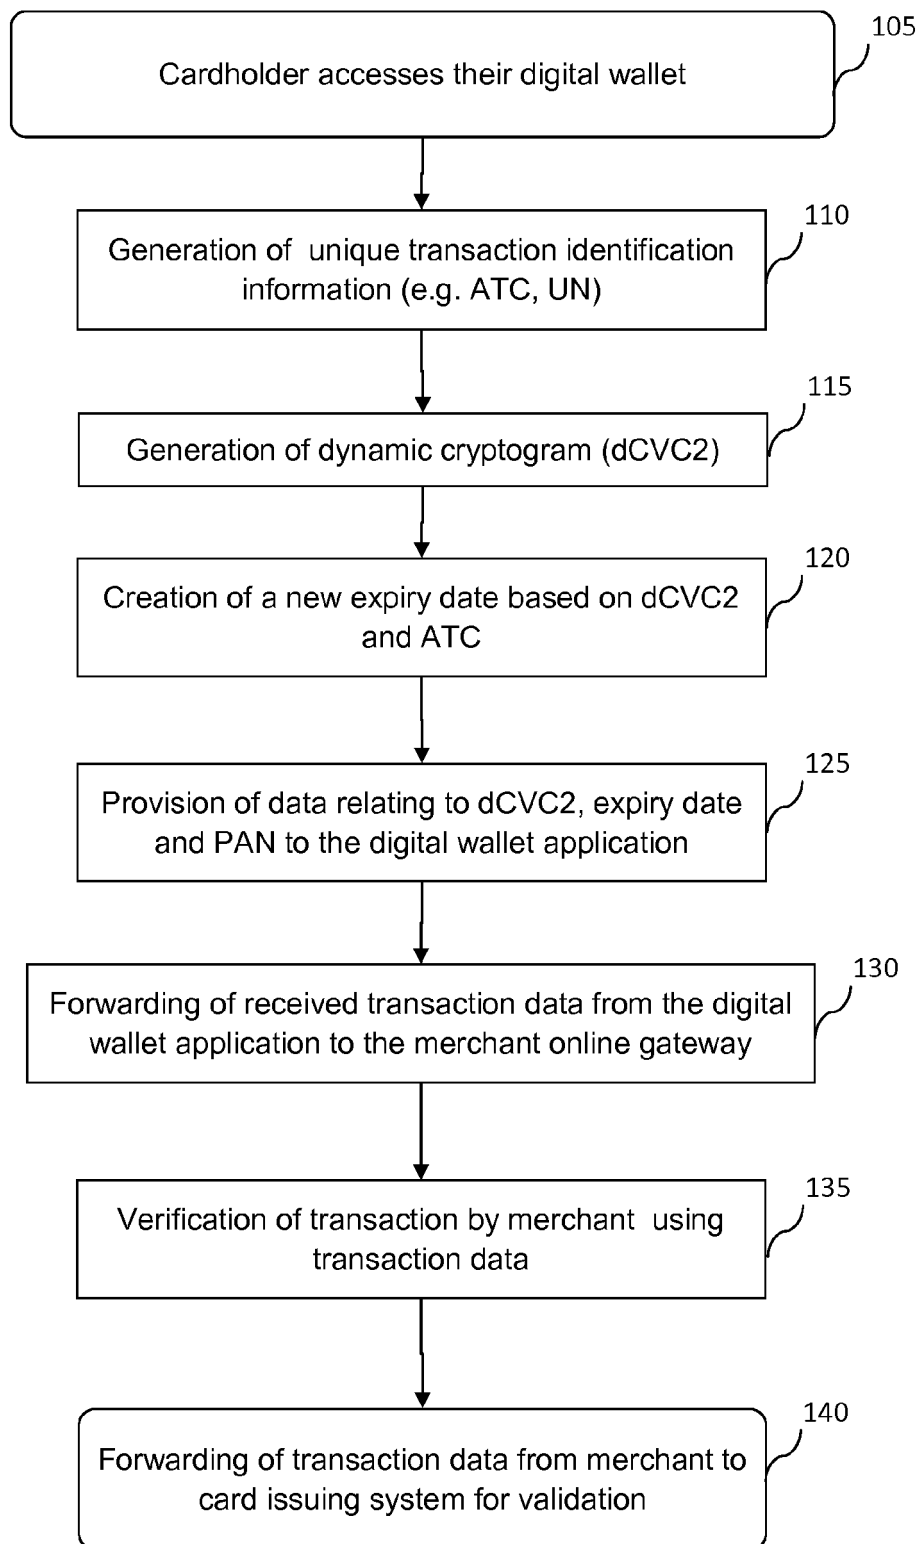 105
Cardholder accesses their digital wallet
110
Generation of unique transaction identification
information (e.g. ATC, UN)
115
Generation of dynamic cryptogram (dCVC2)
120
Creation of a new expiry date based on dCVC2
and ATC
125
Provision of data relating to dCVC2, expiry date
and PAN to the digital wallet application
130
Forwarding of received transaction data from the digital
wallet application to the merchant online gateway
135
Verification of transaction by merchant using
transaction data
140
Forwarding of transaction data from merchant to
card issuing system for validation